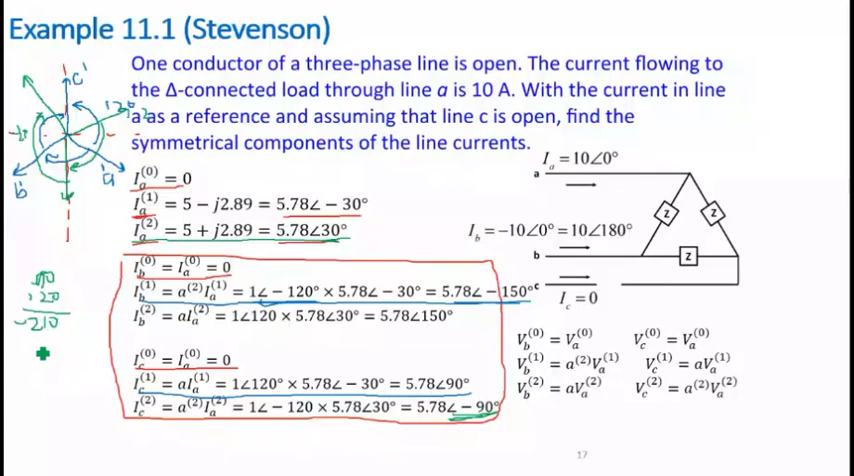 Example 11.1 (Stevenson)
One conductor of a three-phase line is open. The current flowing to
the Δ-connected load through line a is 10 A. With the current in line
a as a reference and assuming that line c is open, find the
symmetrical components of the line currents.
c'
120
a'
b'
I_a^(0) = 0
I_a^(1) = 5 − j2.89 = 5.78∠ − 30°
I_a^(2) = 5 + j2.89 = 5.78∠30°
I_b^(0) = I_a^(0) = 0
I_b^(1) = a^(2)I_a^(1) = 1∠ − 120° × 5.78∠ − 30° = 5.78∠ − 150°
I_b^(2) = aI_a^(2) = 1∠120 × 5.78∠30° = 5.78∠150°
I_c^(0) = I_a^(0) = 0
I_c^(1) = aI_a^(1) = 1∠120° × 5.78∠ − 30° = 5.78∠90°
I_c^(2) = a^(2)I_a^(2) = 1∠ − 120 × 5.78∠30° = 5.78∠ − 90°
120
-210
I_a = 10∠0°
a
Z
Z
I_b = −10∠0° = 10∠180°
b
Z
c
I_c = 0
V_b^(0) = V_a^(0) V_c^(0) = V_a^(0)
V_b^(1) = a^(2)V_a^(1) V_c^(1) = aV_a^(1)
V_b^(2) = aV_a^(2) V_c^(2) = a^(2)V_a^(2)
17